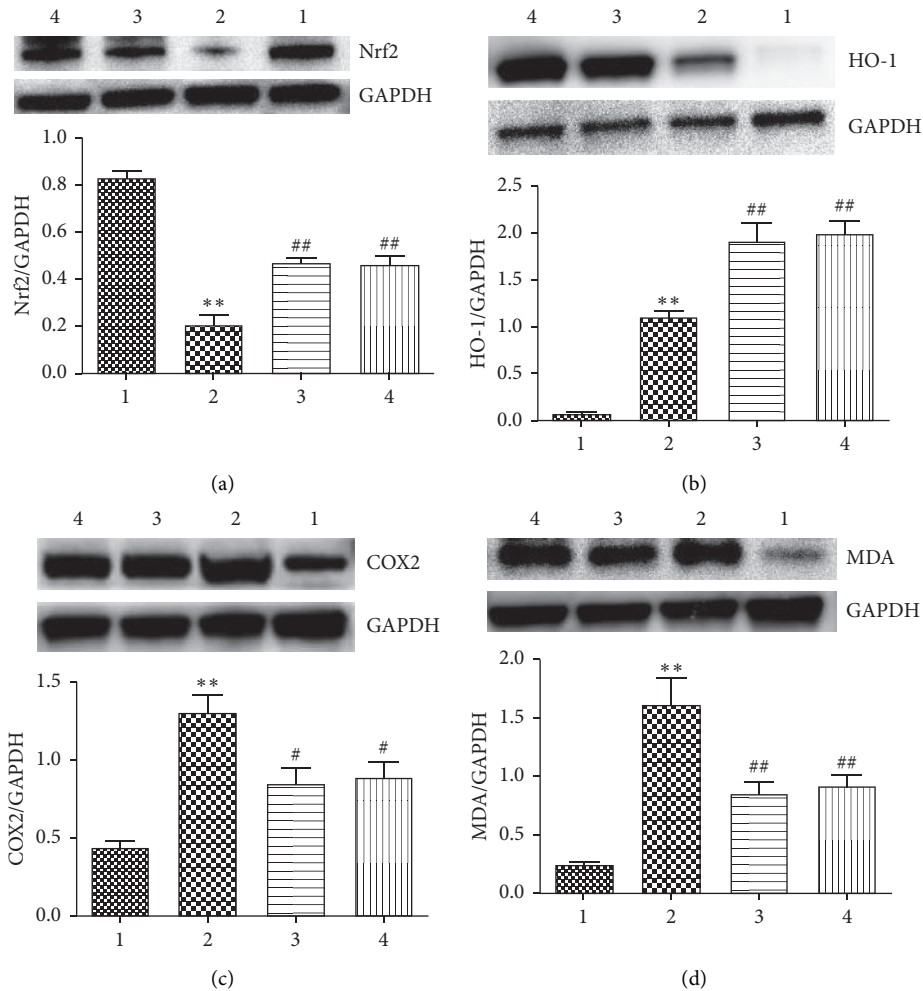 4 3 2 1
Nrf2
GAPDH
1.0
0.8
0.6
0.4
0.2
0.0
Nrf2/GAPDH
**
##
##
1 2 3 4
(a)
4 3 2 1
HO-1
GAPDH
2.5
2.0
1.5
1.0
0.5
0.0
HO-1/GAPDH
**
##
##
1 2 3 4
(b)
4 3 2 1
COX2
GAPDH
1.5
1.0
0.5
0.0
COX2/GAPDH
**
#
#
1 2 3 4
(c)
4 3 2 1
MDA
GAPDH
2.0
1.5
1.0
0.5
0.0
MDA/GAPDH
**
##
##
1 2 3 4
(d)